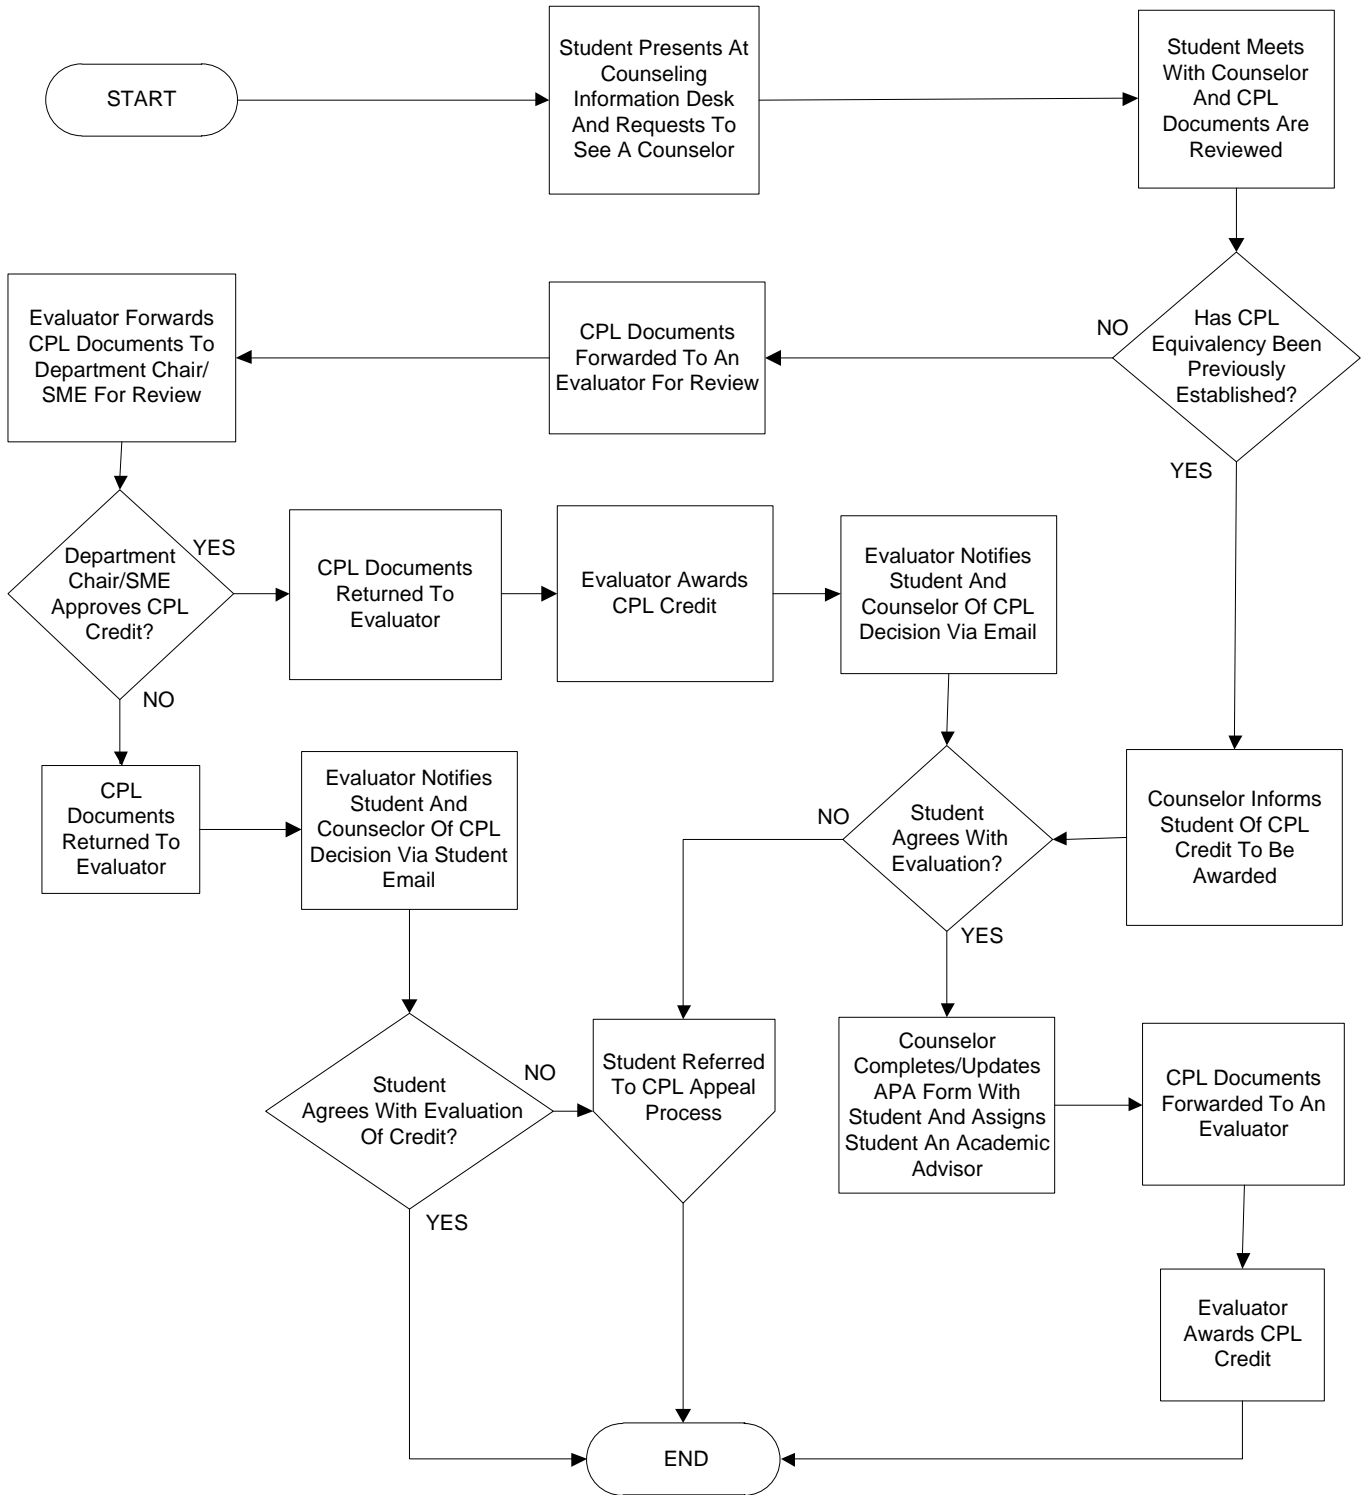 START
Student Presents At
Counseling
Information Desk
And Requests To
See A Counselor
Student Meets
With Counselor
And CPL
Documents Are
Reviewed
Has CPL
Equivalency Been
Previously
Established?
NO
YES
CPL Documents
Forwarded To An
Evaluator For Review
Evaluator Forwards
CPL Documents To
Department Chair/
SME For Review
Department
Chair/SME
Approves CPL
Credit?
YES
NO
CPL Documents
Returned To
Evaluator
Evaluator Awards
CPL Credit
Evaluator Notifies
Student And
Counselor Of CPL
Decision Via Email
CPL
Documents
Returned To
Evaluator
Evaluator Notifies
Student And
Counseclor Of CPL
Decision Via Student
Email
Student
Agrees With
Evaluation?
NO
YES
Counselor Informs
Student Of CPL
Credit To Be
Awarded
Student
Agrees With Evaluation
Of Credit?
NO
YES
Student Referred
To CPL Appeal
Process
Counselor
Completes/Updates
APA Form With
Student And Assigns
Student An Academic
Advisor
CPL Documents
Forwarded To An
Evaluator
Evaluator
Awards CPL
Credit
END